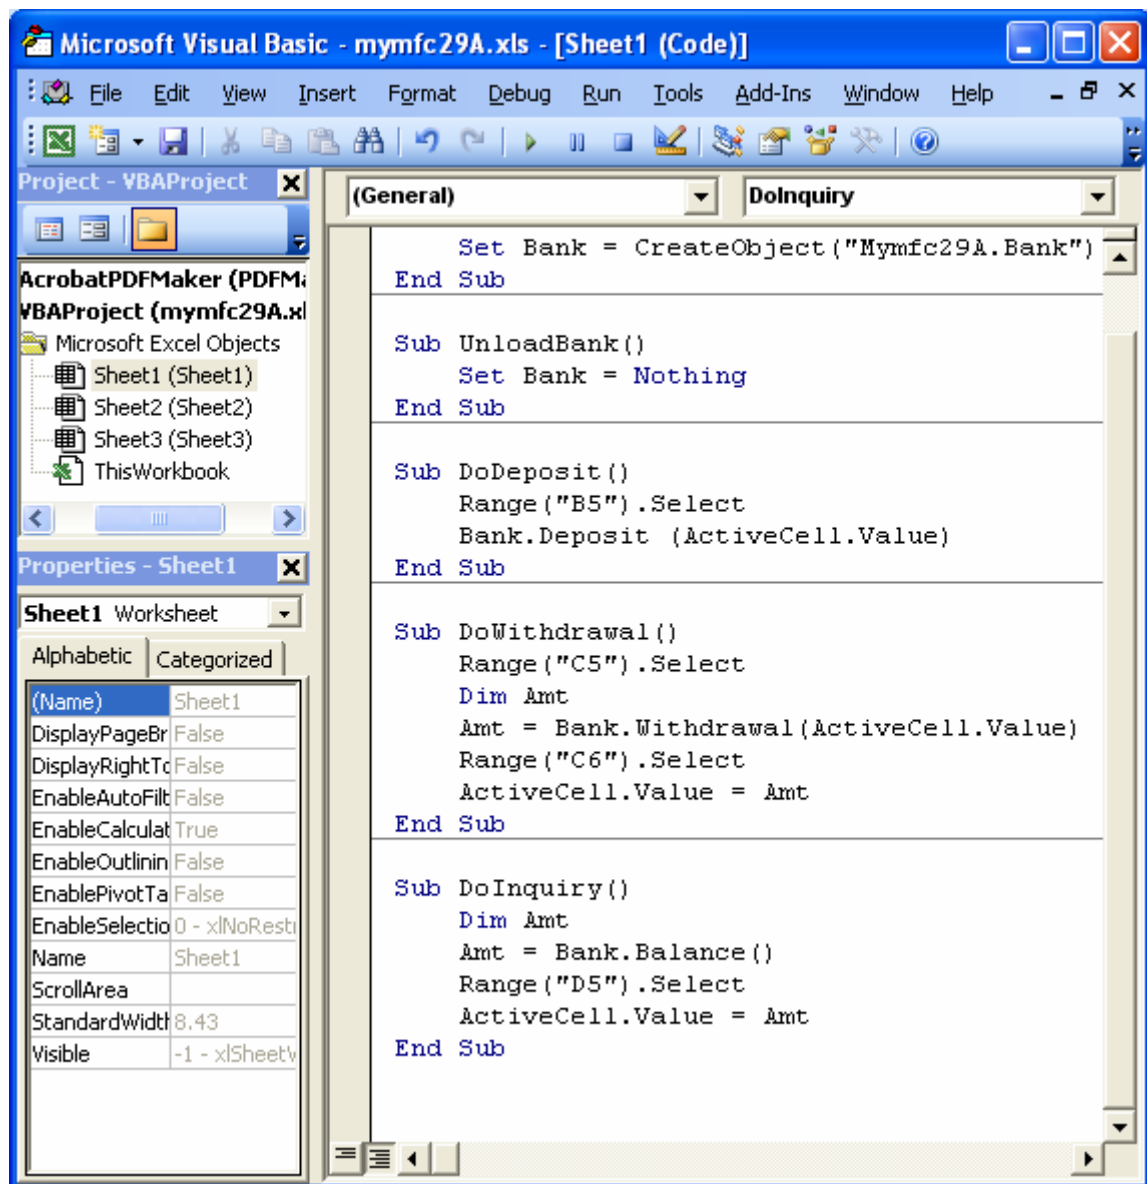 Microsoft Visual Basic - mymfc29A.xls - [Sheet1 (Code)]
File Edit View Insert Format Debug Run Tools Add-Ins Window Help
Project - VBAProject
AcrobatPDFMaker (PDFMa
VBAProject (mymfc29A.xl
Microsoft Excel Objects
Sheet1 (Sheet1)
Sheet2 (Sheet2)
Sheet3 (Sheet3)
ThisWorkbook
Properties - Sheet1
Sheet1 Worksheet
Alphabetic Categorized
(Name) Sheet1
DisplayPageBr False
DisplayRightTo False
EnableAutoFilt False
EnableCalculat True
EnableOutlinin False
EnablePivotTa False
EnableSelectio 0 - xlNoRestr
Name Sheet1
ScrollArea
StandardWidth 8.43
Visible -1 - xlSheetV
(General) DoInquiry
Set Bank = CreateObject("Mymfc29A.Bank")
End Sub
Sub UnloadBank()
Set Bank = Nothing
End Sub
Sub DoDeposit()
Range("B5").Select
Bank.Deposit (ActiveCell.Value)
End Sub
Sub DoWithdrawal()
Range("C5").Select
Dim Amt
Amt = Bank.Withdrawal(ActiveCell.Value)
Range("C6").Select
ActiveCell.Value = Amt
End Sub
Sub DoInquiry()
Dim Amt
Amt = Bank.Balance()
Range("D5").Select
ActiveCell.Value = Amt
End Sub